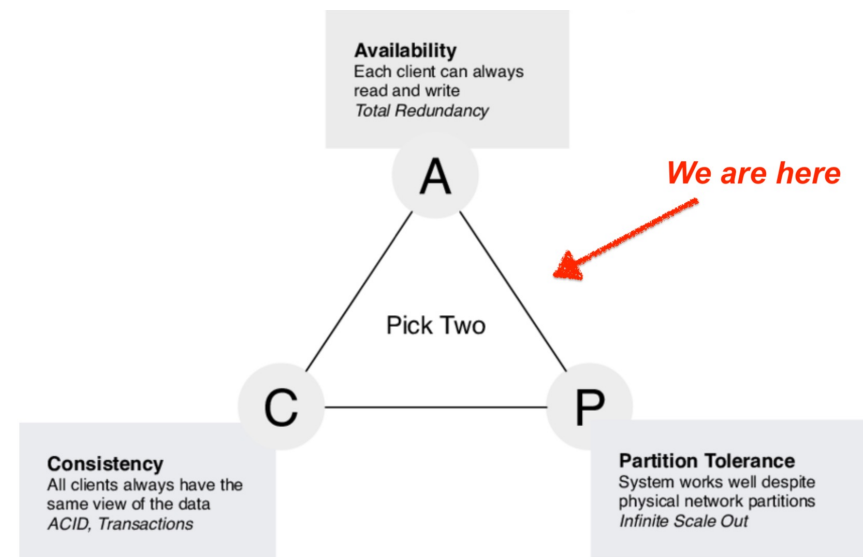 Availability
Each client can always
read and write
Total Redundancy
A
We are here
Pick Two
C
P
Consistency
All clients always have the
same view of the data
ACID, Transactions
Partition Tolerance
System works well despite
physical network partitions
Infinite Scale Out